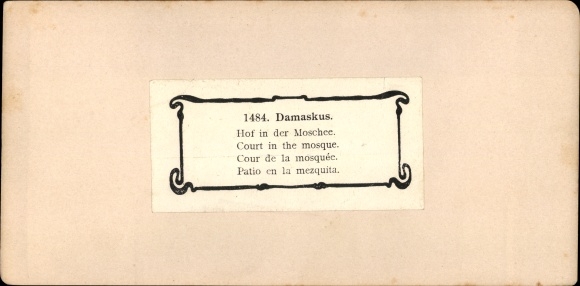 1484. Damaskus.
Hof in der Moschee.
Court in the mosque.
Cour de la mosquée.
Patio en la mezquita.